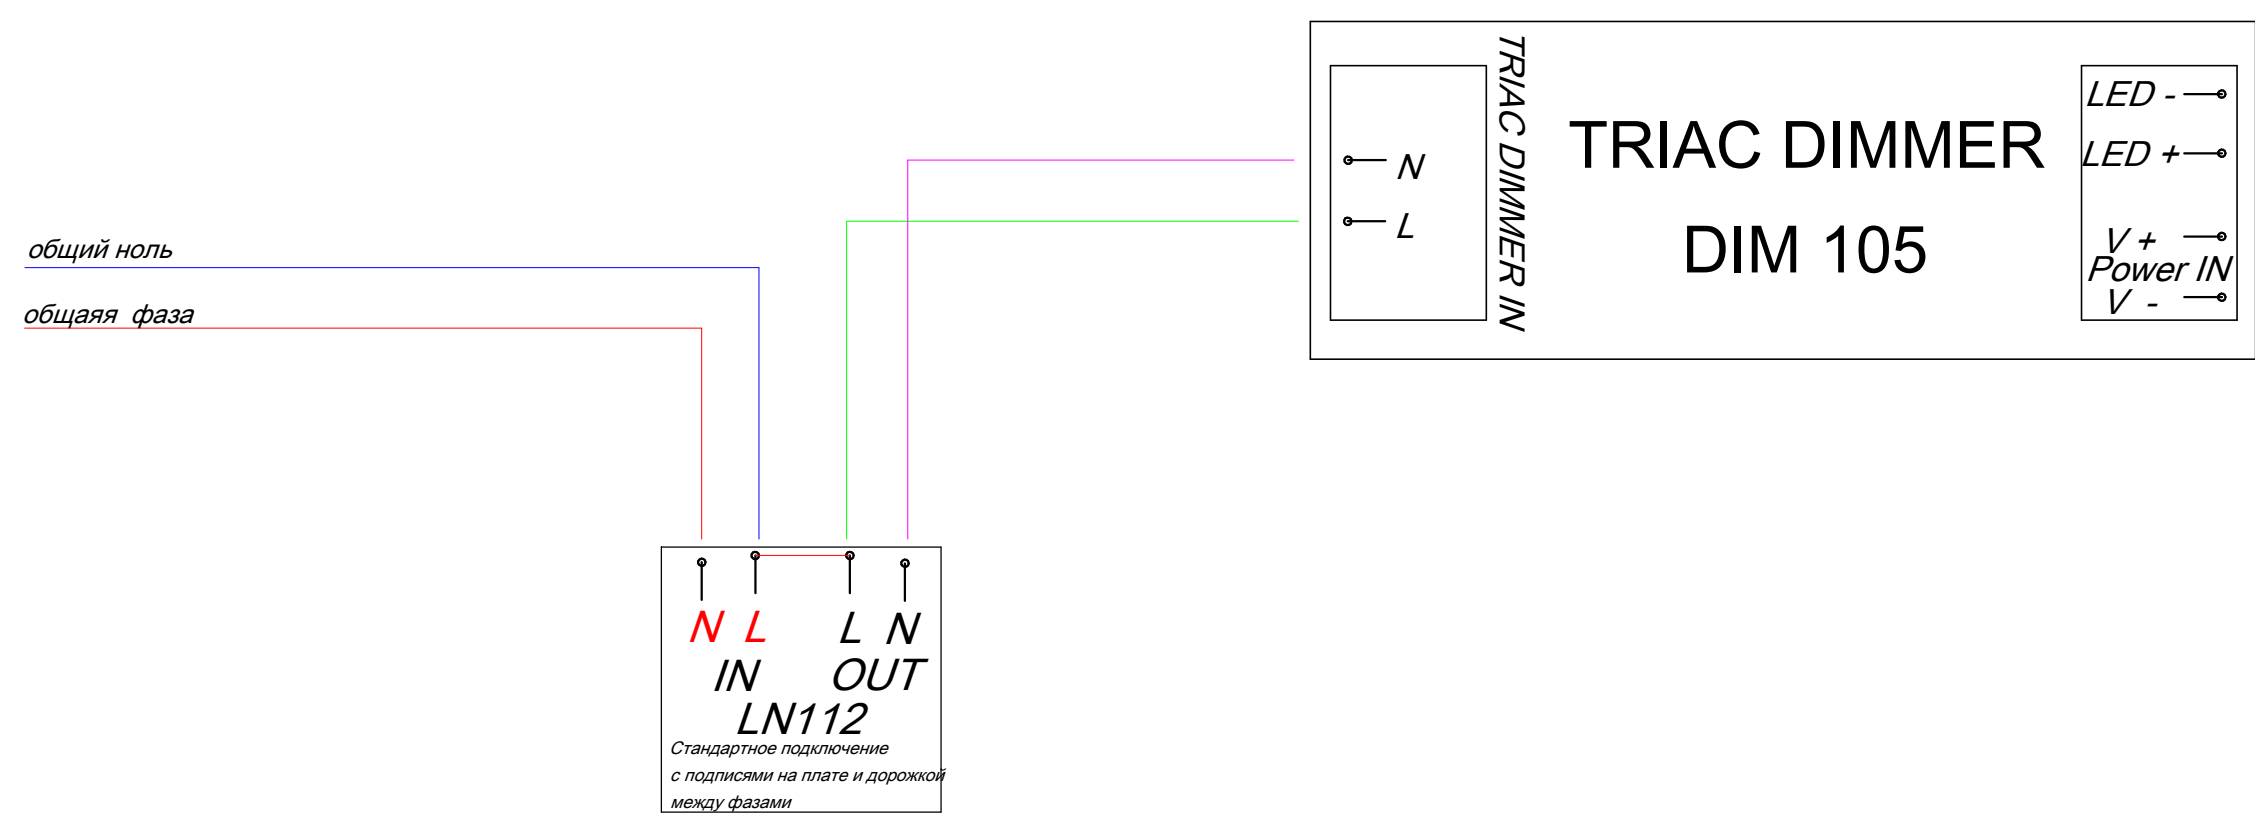 TRIAC DIMMER IN
N
L
TRIAC DIMMER
DIM 105
LED -
LED +
V +
Power IN
V -
общий ноль
общаяя фаза
N L L N
IN OUT
LN112
Стандартное подключение
с подписями на плате и дорожкой
между фазами